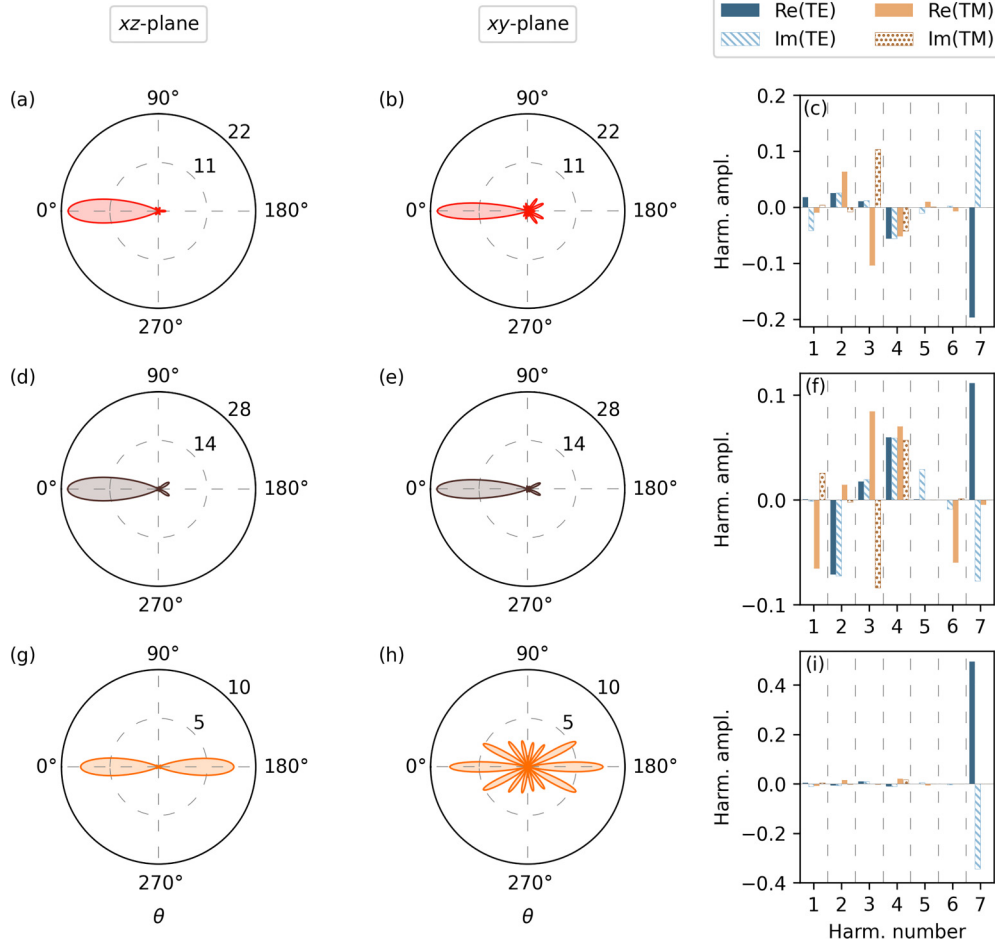 xz-plane
xy-plane
Re(TE)
Re(TM)
Im(TE)
Im(TM)
(a)
90°
22
11
0°
180°
270°
(b)
90°
22
11
0°
180°
270°
(c)
0.2
0.1
0.0
−0.1
−0.2
Harm. ampl.
1 2 3 4 5 6 7
(d)
90°
28
14
0°
180°
270°
(e)
90°
28
14
0°
180°
270°
(f)
0.1
0.0
−0.1
Harm. ampl.
1 2 3 4 5 6 7
(g)
90°
10
5
0°
180°
270°
θ
(h)
90°
10
5
0°
180°
270°
θ
(i)
0.4
0.2
0.0
−0.2
−0.4
Harm. ampl.
1 2 3 4 5 6 7
Harm. number